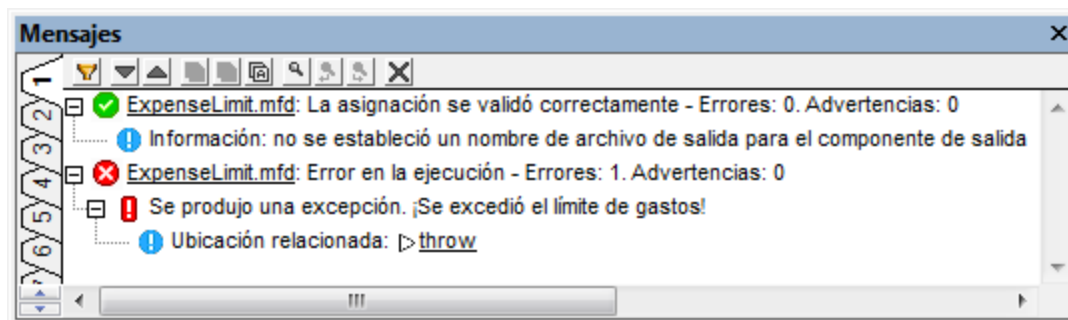 Mensajes
1
2
3
4
5
6
ExpenseLimit.mfd: La asignación se validó correctamente - Errores: 0. Advertencias: 0
Información: no se estableció un nombre de archivo de salida para el componente de salida
ExpenseLimit.mfd: Error en la ejecución - Errores: 1. Advertencias: 0
Se produjo una excepción. ¡Se excedió el límite de gastos!
Ubicación relacionada: throw